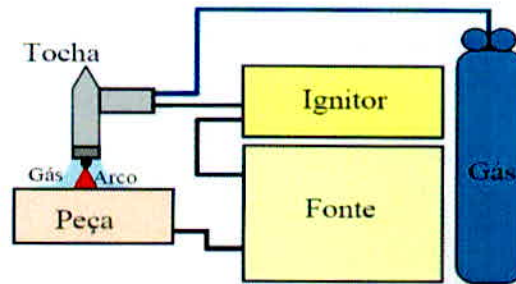 Tocha
Ignitor
Gás Arco
Gás
Peça
Fonte